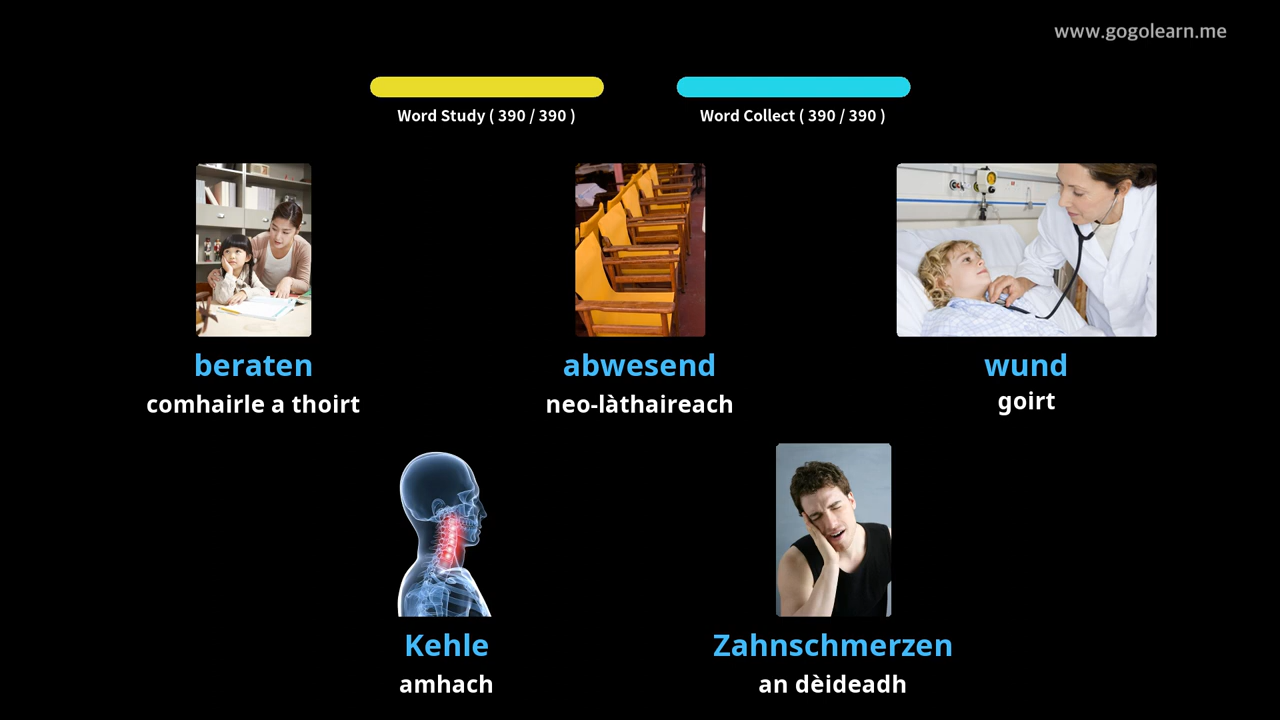 www.gogolearn.me
Word Study ( 390 / 390 )
Word Collect ( 390 / 390 )
beraten
comhairle a thoirt
abwesend
neo-làthaireach
wund
goirt
Kehle
amhach
Zahnschmerzen
an dèideadh